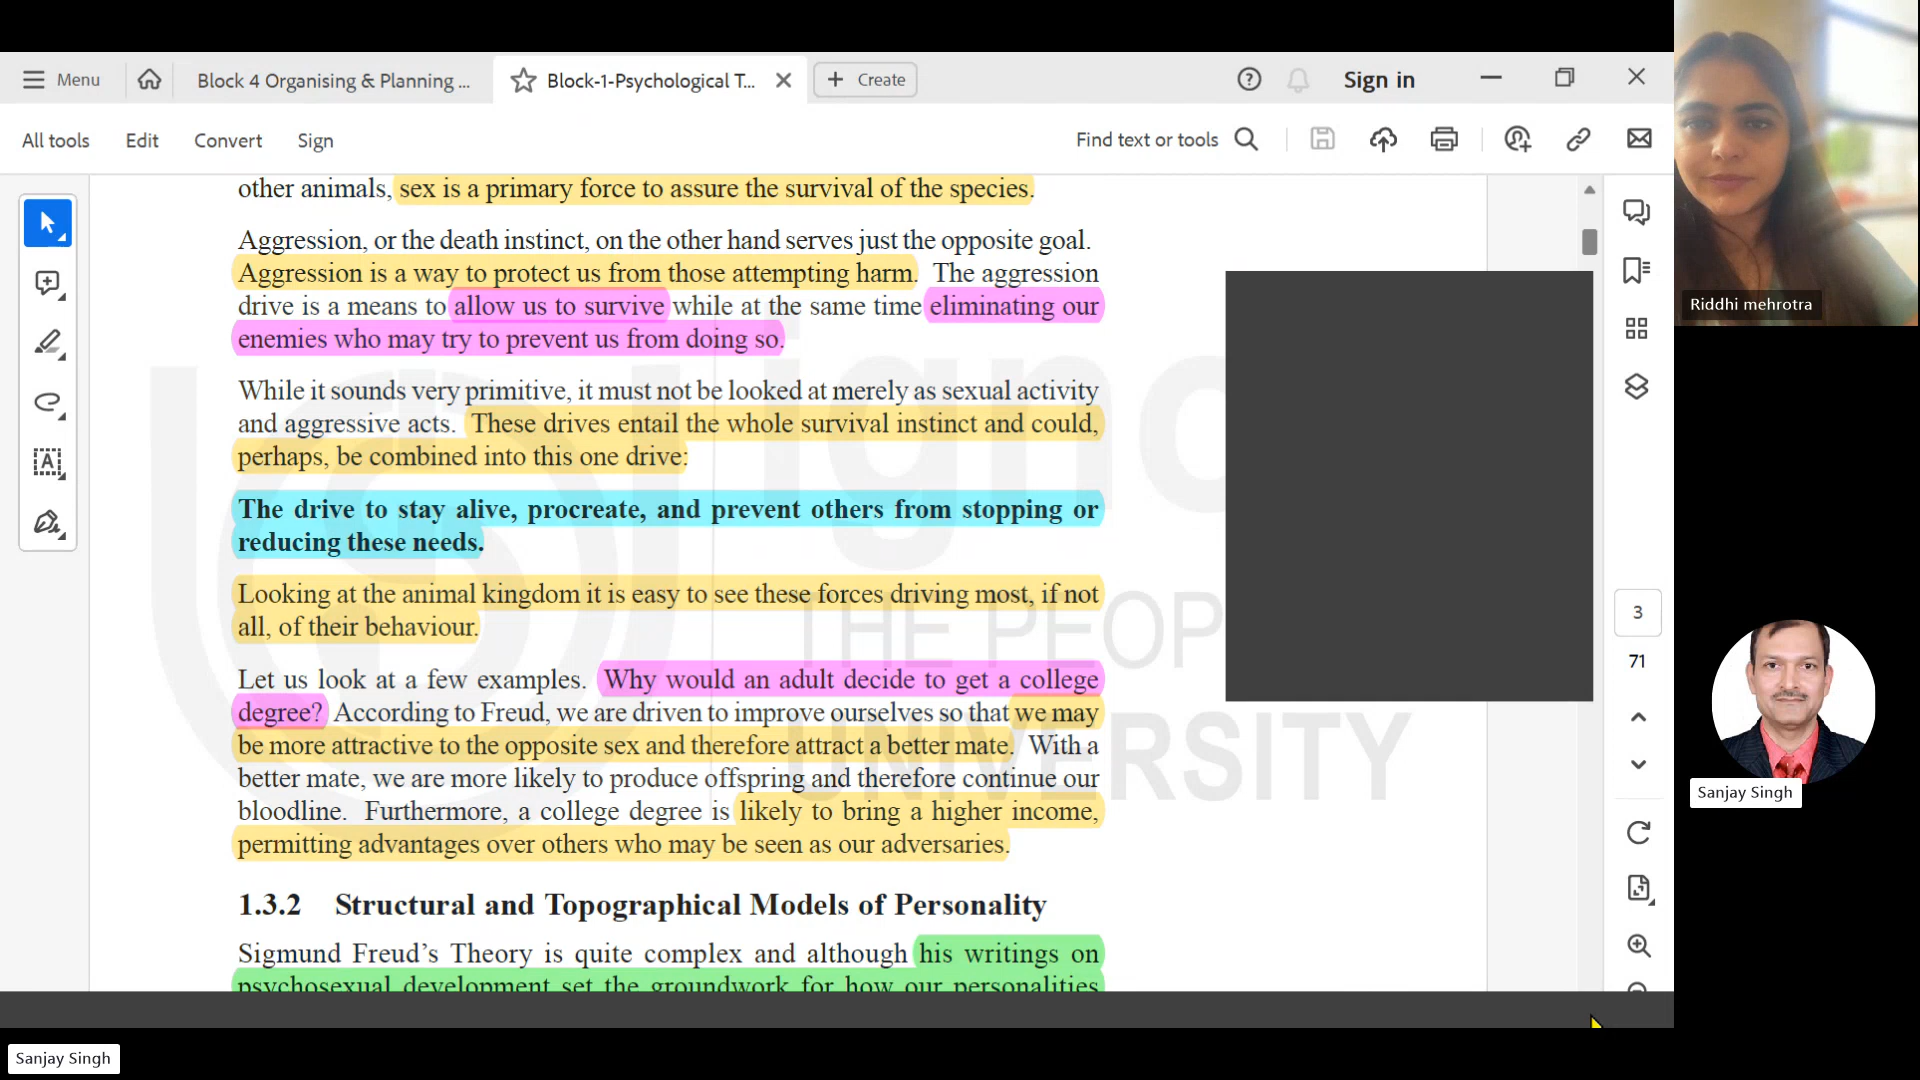 Menu
Block 4 Organising & Planning ...
Block-1-Psychological T...
Create
Sign in
All tools
Edit
Convert
Sign
Find text or tools
other animals, sex is a primary force to assure the survival of the species.
Aggression, or the death instinct, on the other hand serves just the opposite goal.
Aggression is a way to protect us from those attempting harm. The aggression
drive is a means to allow us to survive while at the same time eliminating our
enemies who may try to prevent us from doing so.
While it sounds very primitive, it must not be looked at merely as sexual activity
and aggressive acts. These drives entail the whole survival instinct and could,
perhaps, be combined into this one drive:
The drive to stay alive, procreate, and prevent others from stopping or
reducing these needs.
Looking at the animal kingdom it is easy to see these forces driving most, if not
all, of their behaviour.
Let us look at a few examples. Why would an adult decide to get a college
degree? According to Freud, we are driven to improve ourselves so that we may
be more attractive to the opposite sex and therefore attract a better mate. With a
better mate, we are more likely to produce offspring and therefore continue our
bloodline. Furthermore, a college degree is likely to bring a higher income,
permitting advantages over others who may be seen as our adversaries.
1.3.2 Structural and Topographical Models of Personality
Sigmund Freud's Theory is quite complex and although his writings on
psychosexual development set the groundwork for how our personalities
igno
THE PEOP
UNIVERSITY
3
71
Riddhi mehrotra
Sanjay Singh
Sanjay Singh